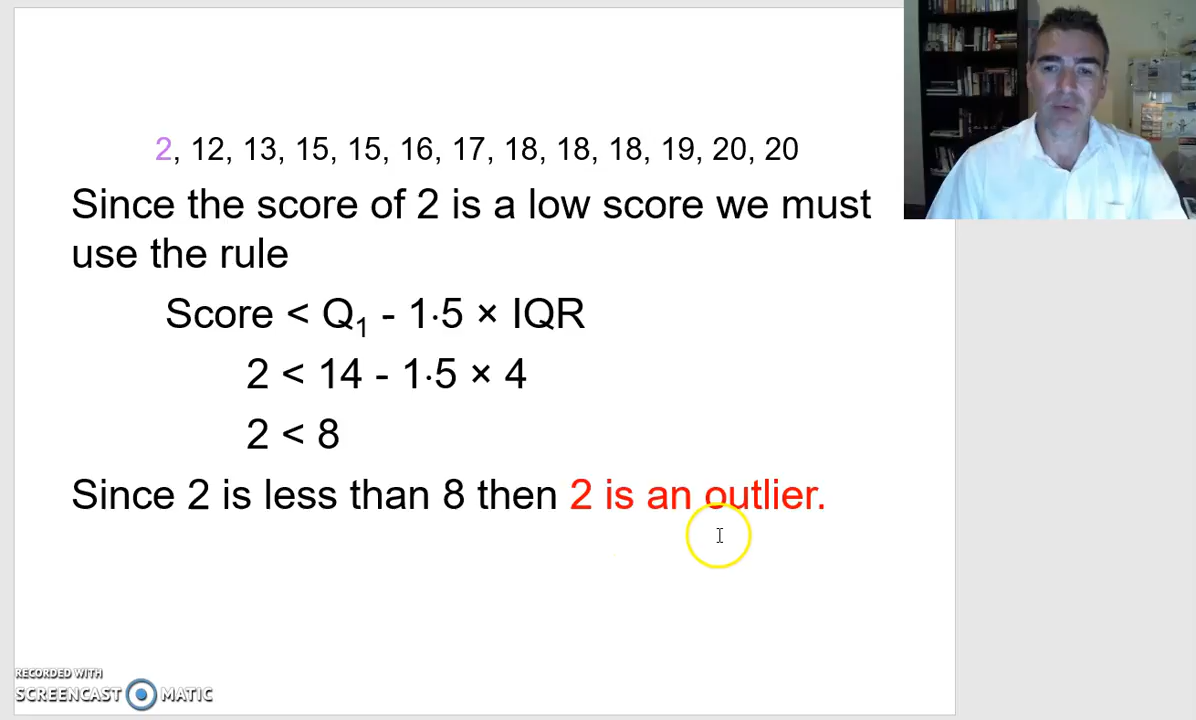 2, 12, 13, 15, 15, 16, 17, 18, 18, 18, 19, 20, 20
Since the score of 2 is a low score we must
use the rule
Score < Q₁ - 1·5 × IQR
2 < 14 - 1·5 × 4
2 < 8
Since 2 is less than 8 then 2 is an outlier.
RECORDED WITH
SCREENCAST MATIC